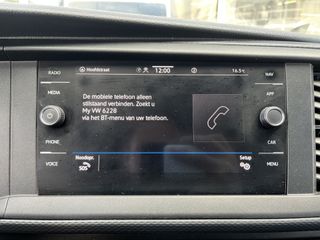 RADIO
MEDIA
PHONE
VOICE
Hoofdstraat
12:00
16.5°C
De mobiele telefoon alleen
stilstaand verbinden. Zoekt u
My VW 6228
via het BT-menu van uw telefoon.
Noodopr.
SOS
Setup
NAV
APP
CAR
MENU